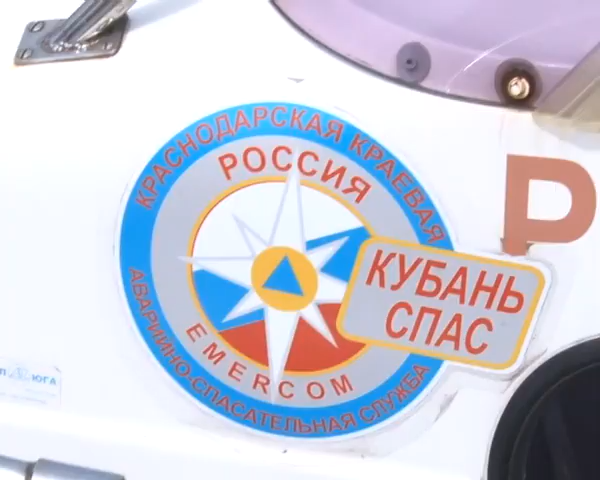 КРАСНОДАРСКАЯ КРАЕВАЯ
РОССИЯ
КУБАНЬ
СПАС
EMERCOM
АВАРИЙНО-СПАСАТЕЛЬНАЯ СЛУЖБА
Р
ЮГА